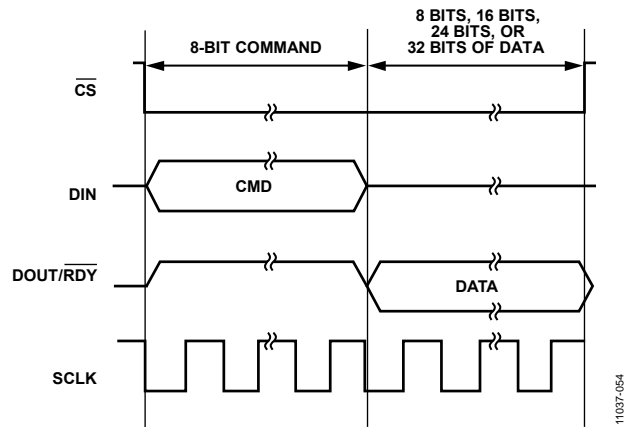 8 BITS, 16 BITS,
24 BITS, OR
32 BITS OF DATA
8-BIT COMMAND
CS
DIN
CMD
DOUT/RDY
DATA
SCLK
11037-054